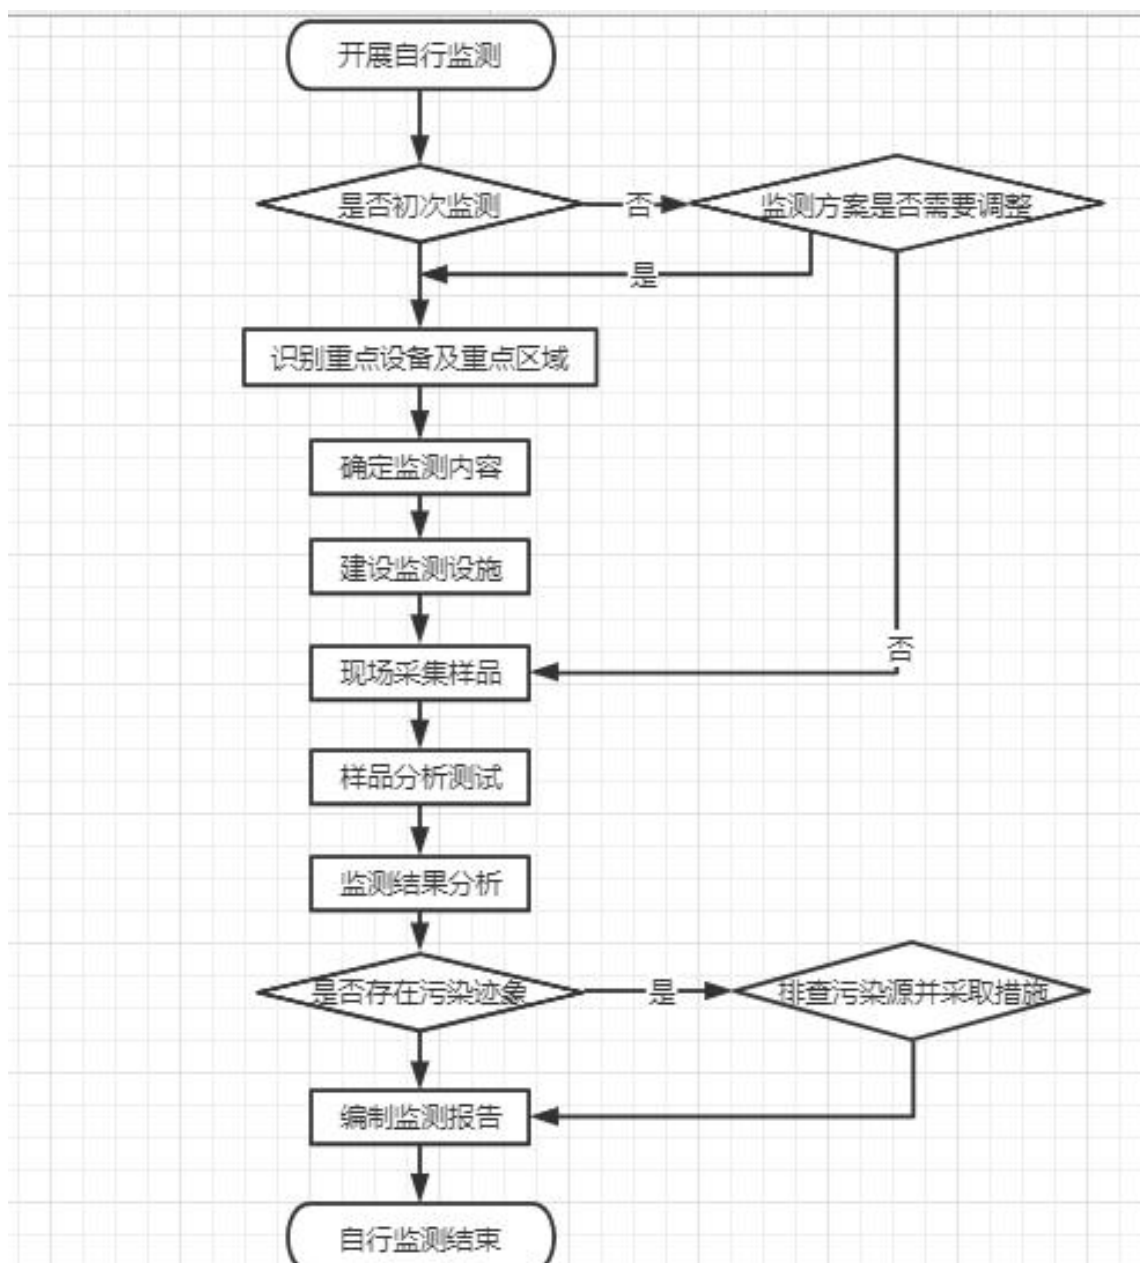 开展自行监测
是否初次监测
否
监测方案是否需要调整
是
识别重点设备及重点区域
确定监测内容
建设监测设施
否
现场采集样品
样品分析测试
监测结果分析
是否存在污染迹象
是
排查污染源并采取措施
编制监测报告
自行监测结束